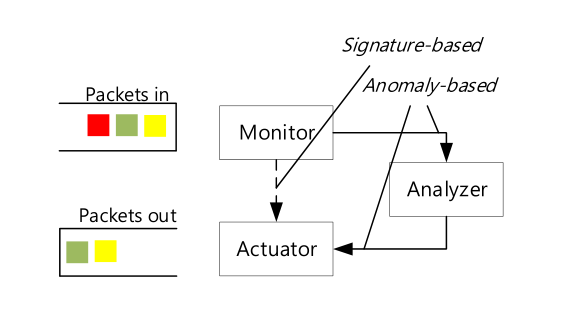 Signature-based
Anomaly-based
Packets in
Monitor
Analyzer
Packets out
Actuator